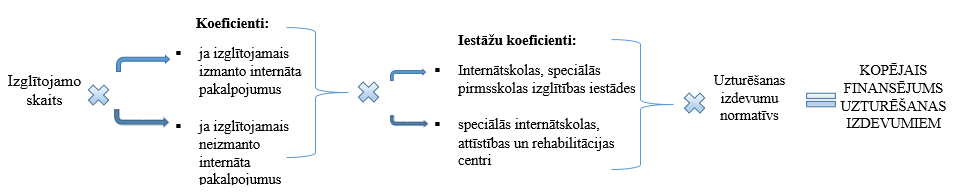 Izglītojamo
skaits
Koeficienti:
▪ ja izglītojamais
izmanto internāta
pakalpojumus
▪ ja izglītojamais
neizmanto
internāta
pakalpojumus
Iestāžu koeficienti:
▪ Internātskolas, speciālās
pirmsskolas izglītības iestādes
▪ speciālās internātskolas,
attīstības un rehabilitācijas
centri
Uzturēšanas
izdevumu
normatīvs
KOPĒJAIS
FINANSĒJUMS
UZTURĒŠANAS
IZDEVUMIEM